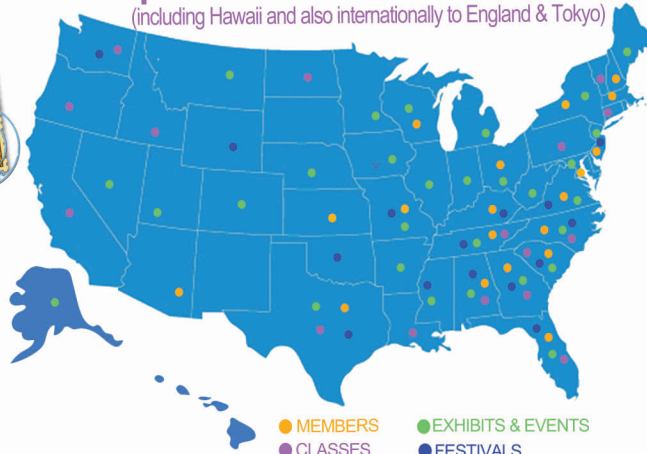 (including Hawaii and also internationally to England & Tokyo)
MEMBERS
EXHIBITS & EVENTS
CLASSES
FESTIVALS